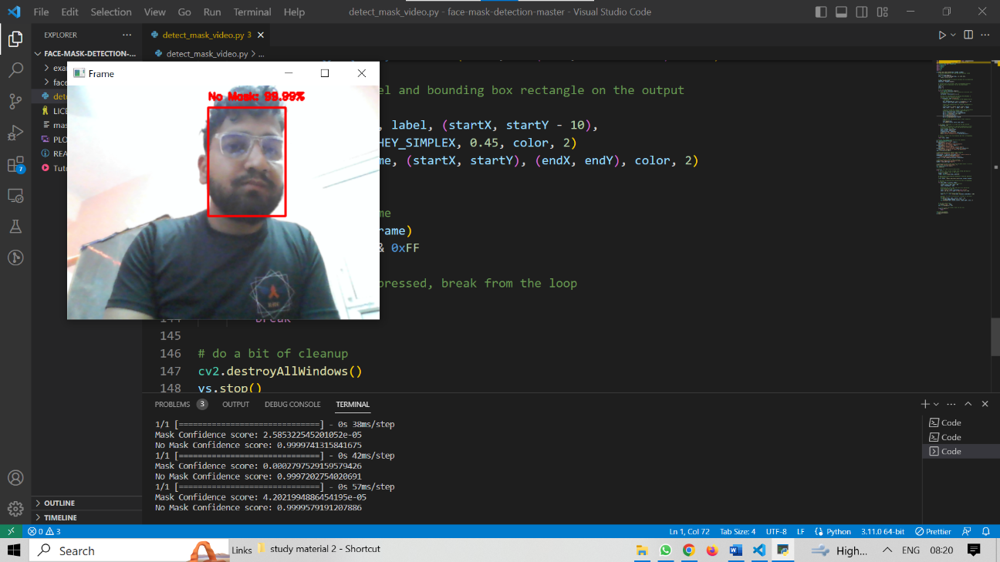 File Edit Selection View Go Run Terminal Help
detect_mask_video.py - face-mask-detection-master - Visual Studio Code
EXPLORER
detect_mask_video.py 3
FACE-MASK-DETECTION-...
detect_mask_video.py > ...
exa
face
det
LICE
mas
PLO
REA
Tuto
Frame
No Mask: 99.99%
el and bounding box rectangle on the output
, label, (startX, startY - 10),
HEY_SIMPLEX, 0.45, color, 2)
me, (startX, startY), (endX, endY), color, 2)
me
rame)
& 0xFF
pressed, break from the loop
144 break
145
146 # do a bit of cleanup
147 cv2.destroyAllWindows()
148 vs.stop()
PROBLEMS 3 OUTPUT DEBUG CONSOLE TERMINAL
1/1 [==============================] - 0s 38ms/step
Mask Confidence score: 2.585322545201052e-05
No Mask Confidence score: 0.9999741315841675
1/1 [==============================] - 0s 42ms/step
Mask Confidence score: 0.0002797529159579426
No Mask Confidence score: 0.9997202754020691
1/1 [==============================] - 0s 57ms/step
Mask Confidence score: 4.2021994886454195e-05
No Mask Confidence score: 0.9999579191207886
Code
Code
Code
7
OUTLINE
TIMELINE
0 3
Ln 1, Col 72 Tab Size: 4 UTF-8 LF Python 3.11.0 64-bit Prettier
Search
Links
study material 2 - Shortcut
High...
ENG
08:20